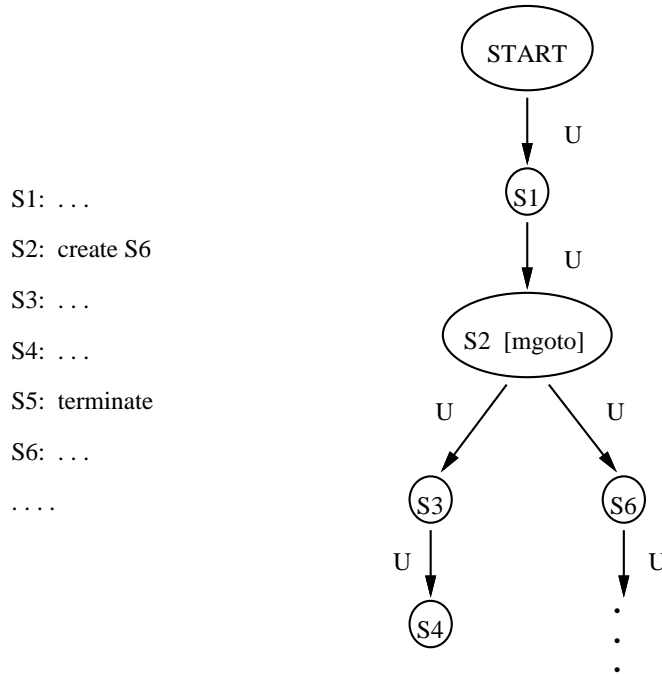 S1: . . .
S2: create S6
S3: . . .
S4: . . .
S5: terminate
S6: . . .
. . . .
START
U
S1
U
S2 [mgoto]
U U
S3 S6
U U
S4